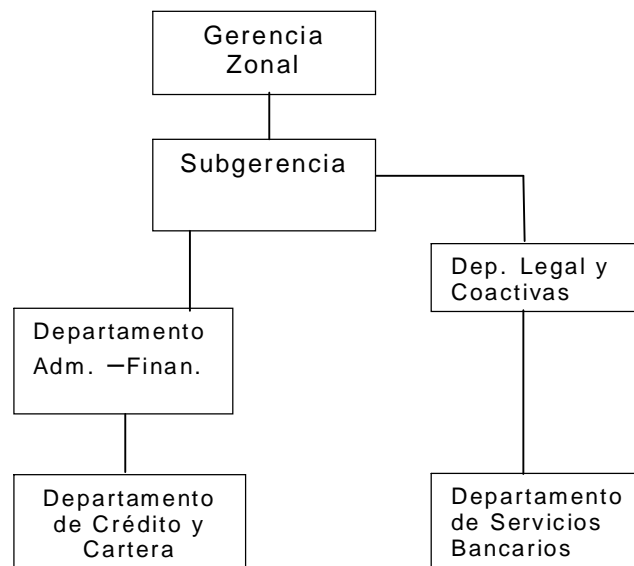 Gerencia
Zonal
Subgerencia
Dep. Legal y
Coactivas
Departamento
Adm. –Finan.
Departamento
de Crédito y
Cartera
Departamento
de Servicios
Bancarios